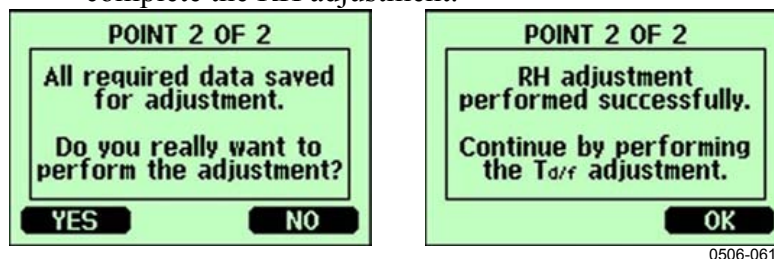 complete the RH adjustment.
POINT 2 OF 2
All required data saved
for adjustment.
Do you really want to
perform the adjustment?
YES NO
POINT 2 OF 2
RH adjustment
performed successfully.
Continue by performing
the Td/f adjustment.
OK
0506-061